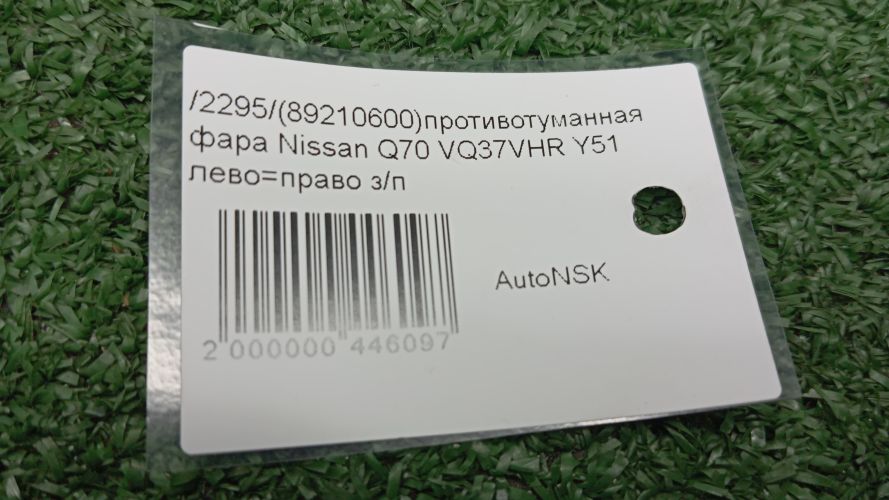 /2295/(89210600)противотуманная
фара Nissan Q70 VQ37VHR Y51
лево=право з/п
AutoNSK
2 000000 446097